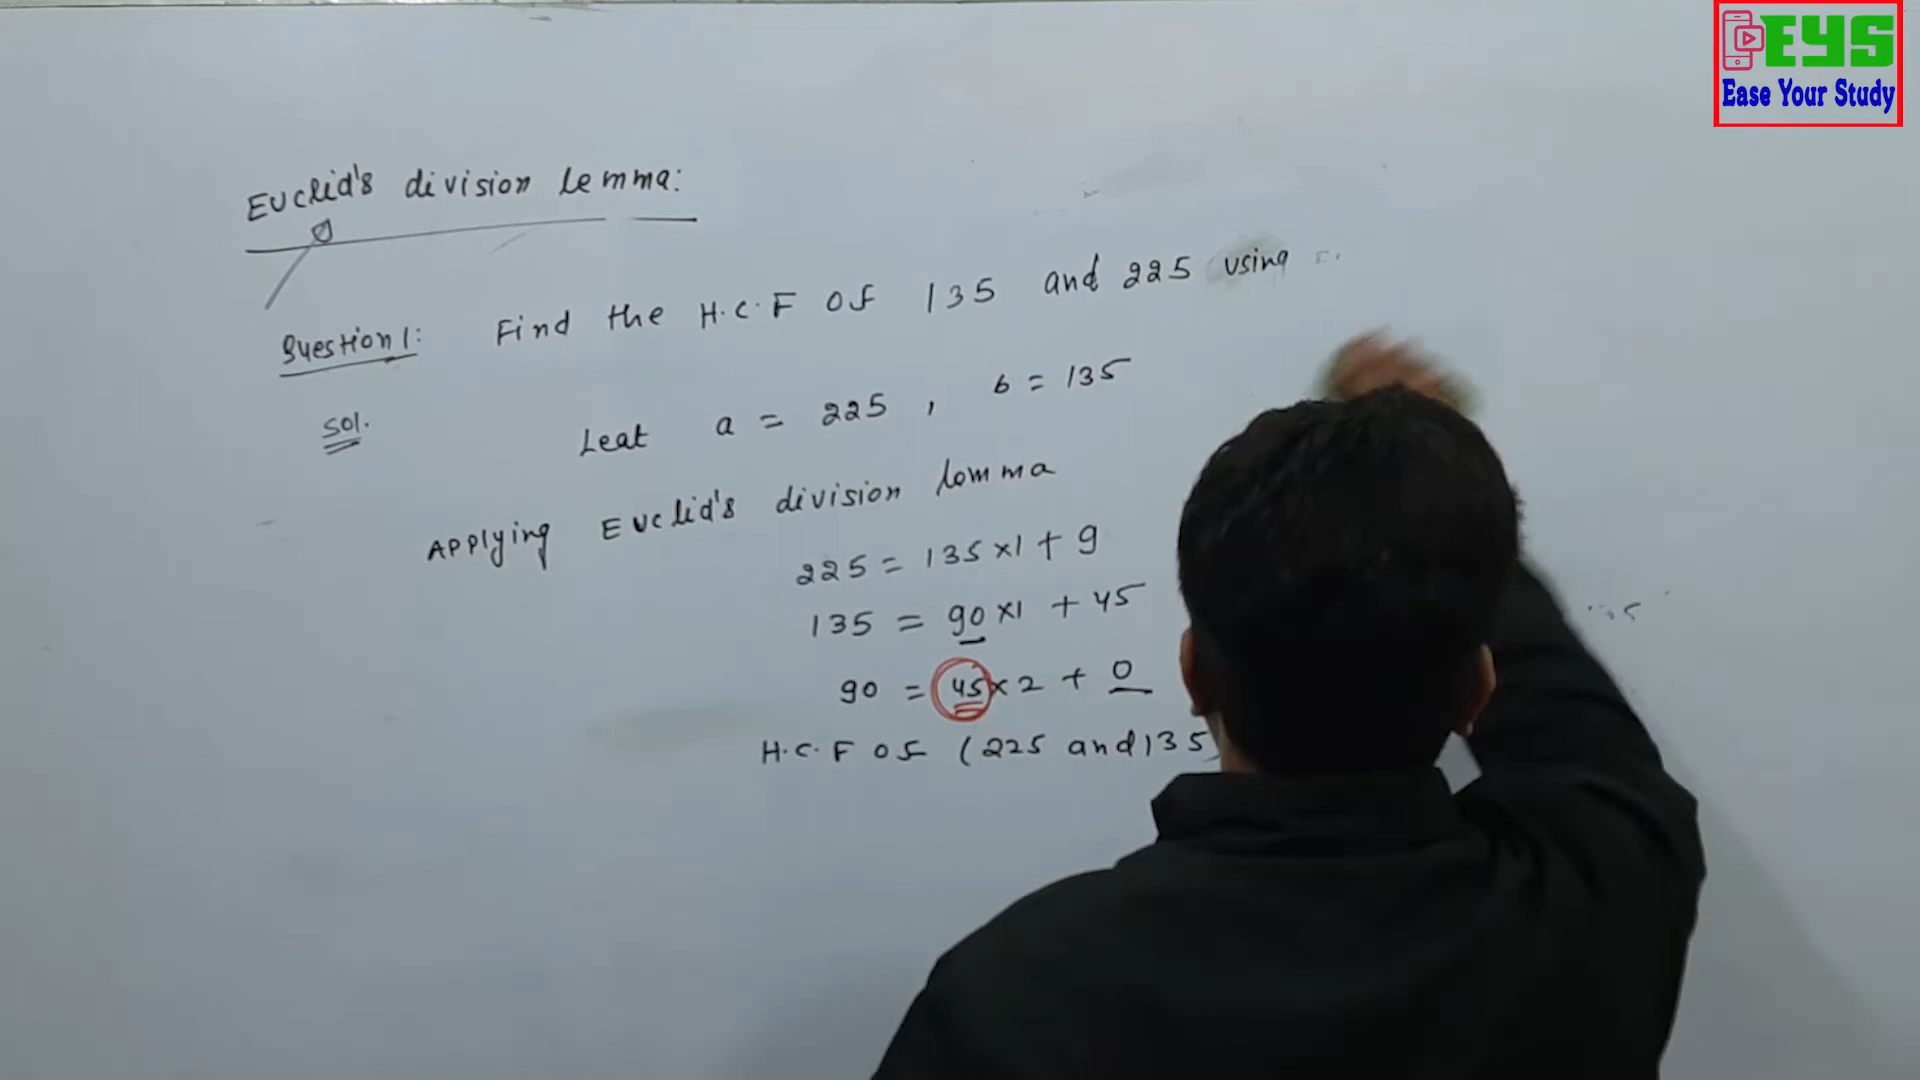 EYS
Ease Your Study
Euclid's division lemma:
Question 1: Find the H.C.F OF 135 and 225 using
Sol. Leat a = 225 , b = 135
Applying Euclid's division lomma
225 = 135 x1 + 9
135 = 90 x1 + 45
90 = 45 x 2 + 0
H.C.F OF (225 and 135)